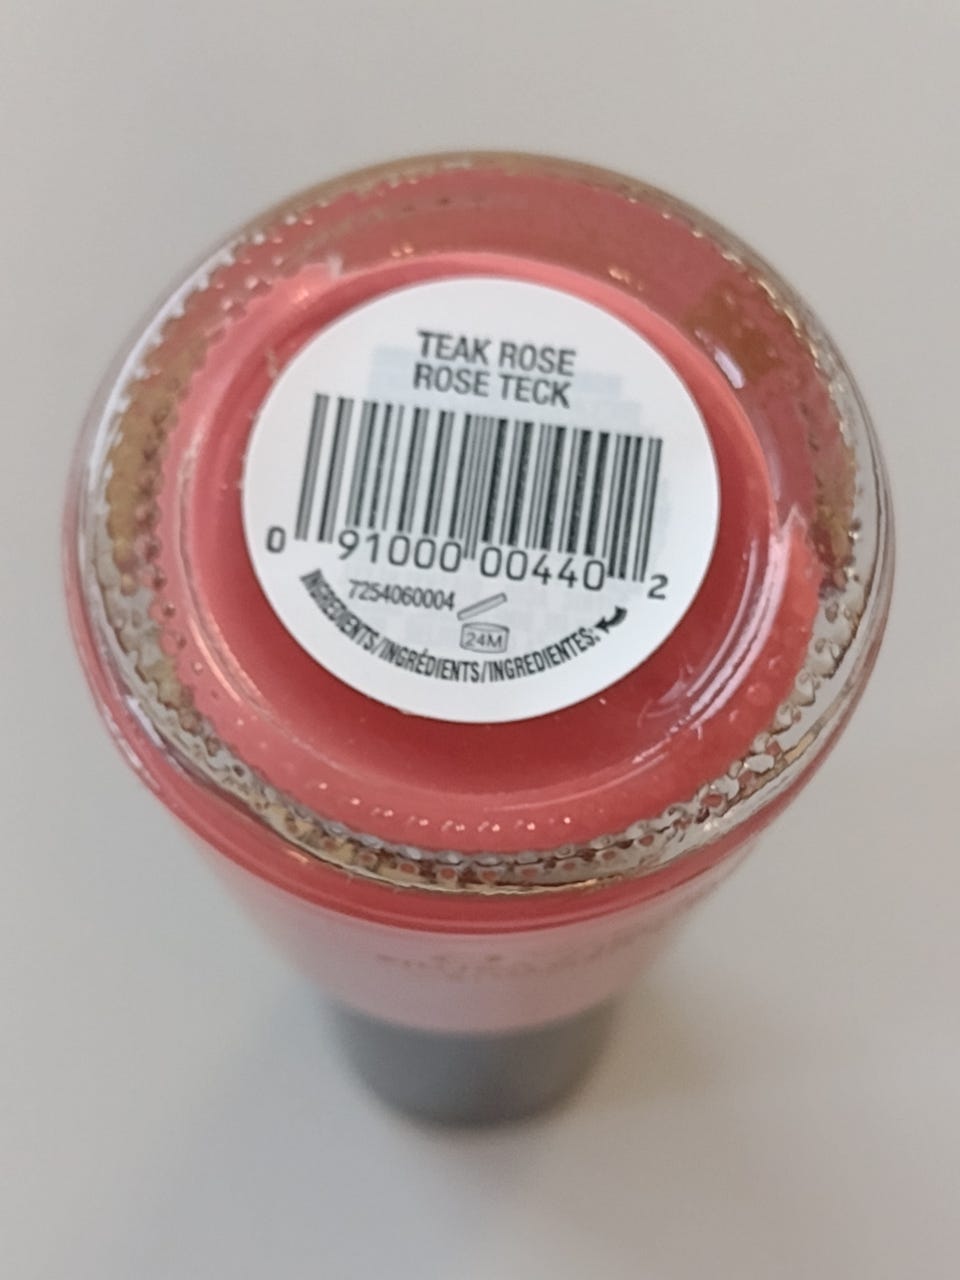 TEAK ROSE
ROSE TECK
0 91000 00440 2
7254060004
24M
INGREDIENTS/INGRÉDIENTS/INGREDIENTES: